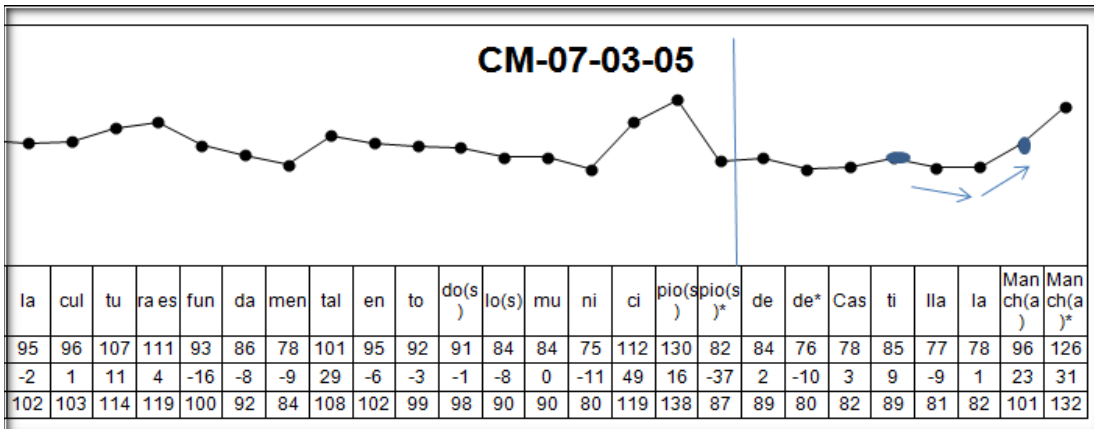 CM-07-03-05
la cul tu ra es fun da men tal en to do(s) lo(s) mu ni ci pio(s) pio(s)* de de* Cas ti lla la Manch(a) Manch(a)*
95 96 107 111 93 86 78 101 95 92 91 84 84 75 112 130 82 84 76 78 85 77 78 96 126
-2 1 11 4 -16 -8 -9 29 -6 -3 -1 -8 0 -11 49 16 -37 2 -10 3 9 -9 1 23 31
102 103 114 119 100 92 84 108 102 99 98 90 90 80 119 138 87 89 80 82 89 81 82 101 132